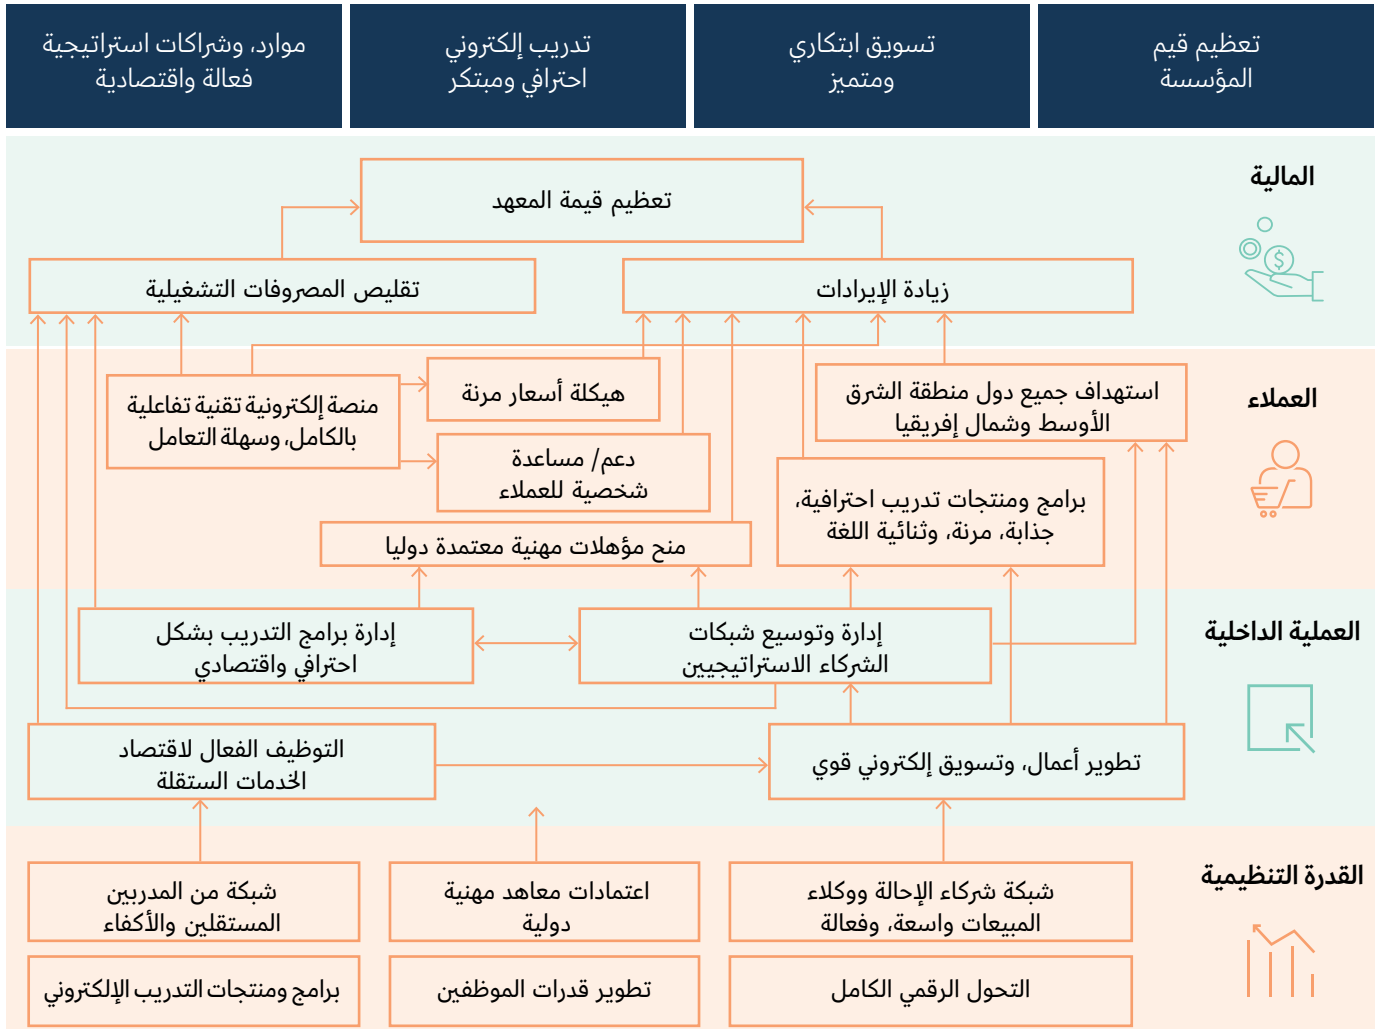 تعظيم قيم
المؤسسة
تسويق ابتكاري
ومتميز
تدريب إلكتروني
احترافي ومبتكر
موارد، وشراكات استراتيجية
فعالة واقتصادية
المالية
تعظيم قيمة المعهد
زيادة الإيرادات
تقليص المصروفات التشغيلية
العملاء
استهداف جميع دول منطقة الشرق
الأوسط وشمال إفريقيا
هيكلة أسعار مرنة
منصة إلكترونية تقنية تفاعلية
بالكامل، وسهلة التعامل
دعم/ مساعدة
شخصية للعملاء
برامج ومنتجات تدريب احترافية،
جذابة، مرنة، وثنائية اللغة
منح مؤهلات مهنية معتمدة دوليا
العملية الداخلية
إدارة وتوسيع شبكات
الشركاء الاستراتيجيين
إدارة برامج التدريب بشكل
احترافي واقتصادي
تطوير أعمال، وتسويق إلكتروني قوي
التوظيف الفعال لاقتصاد
الخدمات الستقلة
القدرة التنظيمية
شبكة شركاء الإحالة ووكلاء
المبيعات واسعة، وفعالة
اعتمادات معاهد مهنية
دولية
شبكة من المدربين
المستقلين والأكفاء
التحول الرقمي الكامل
تطوير قدرات الموظفين
برامج ومنتجات التدريب الإلكتروني